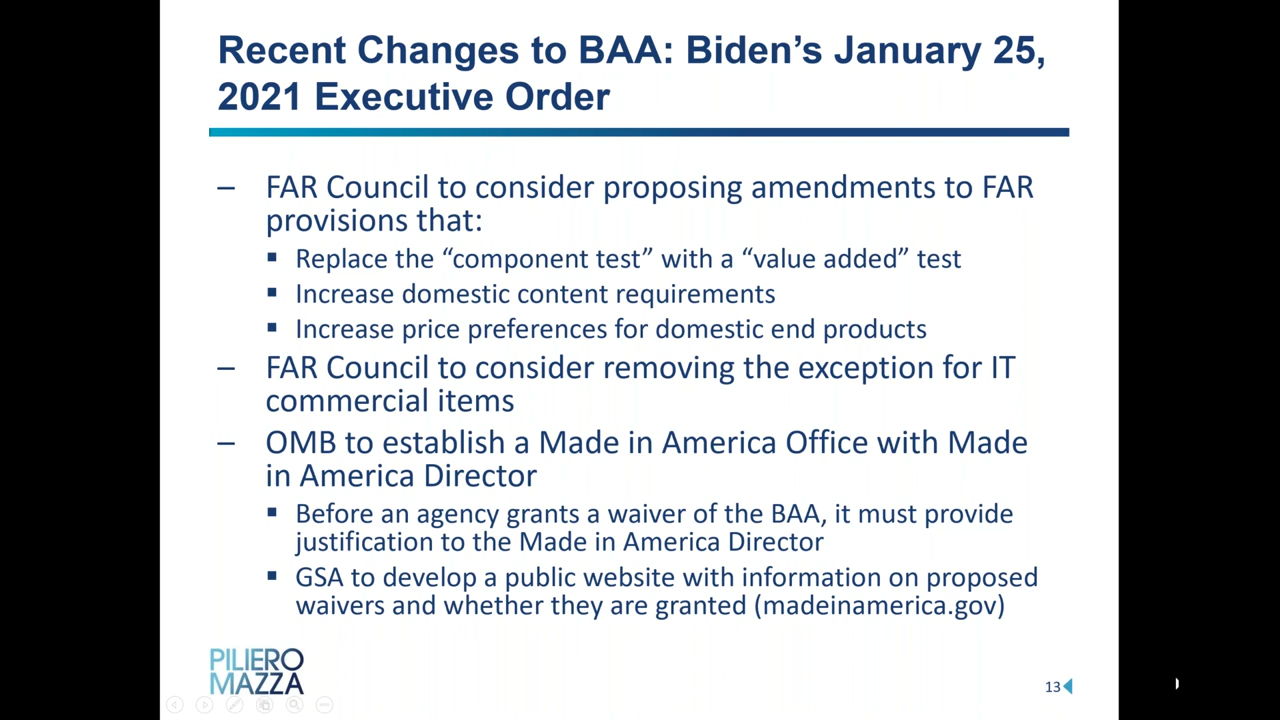 Recent Changes to BAA: Biden’s January 25,
2021 Executive Order
– FAR Council to consider proposing amendments to FAR
provisions that:
▪ Replace the “component test” with a “value added” test
▪ Increase domestic content requirements
▪ Increase price preferences for domestic end products
– FAR Council to consider removing the exception for IT
commercial items
– OMB to establish a Made in America Office with Made
in America Director
▪ Before an agency grants a waiver of the BAA, it must provide
justification to the Made in America Director
▪ GSA to develop a public website with information on proposed
waivers and whether they are granted (madeinamerica.gov)
PILIERO
MAZZA
13